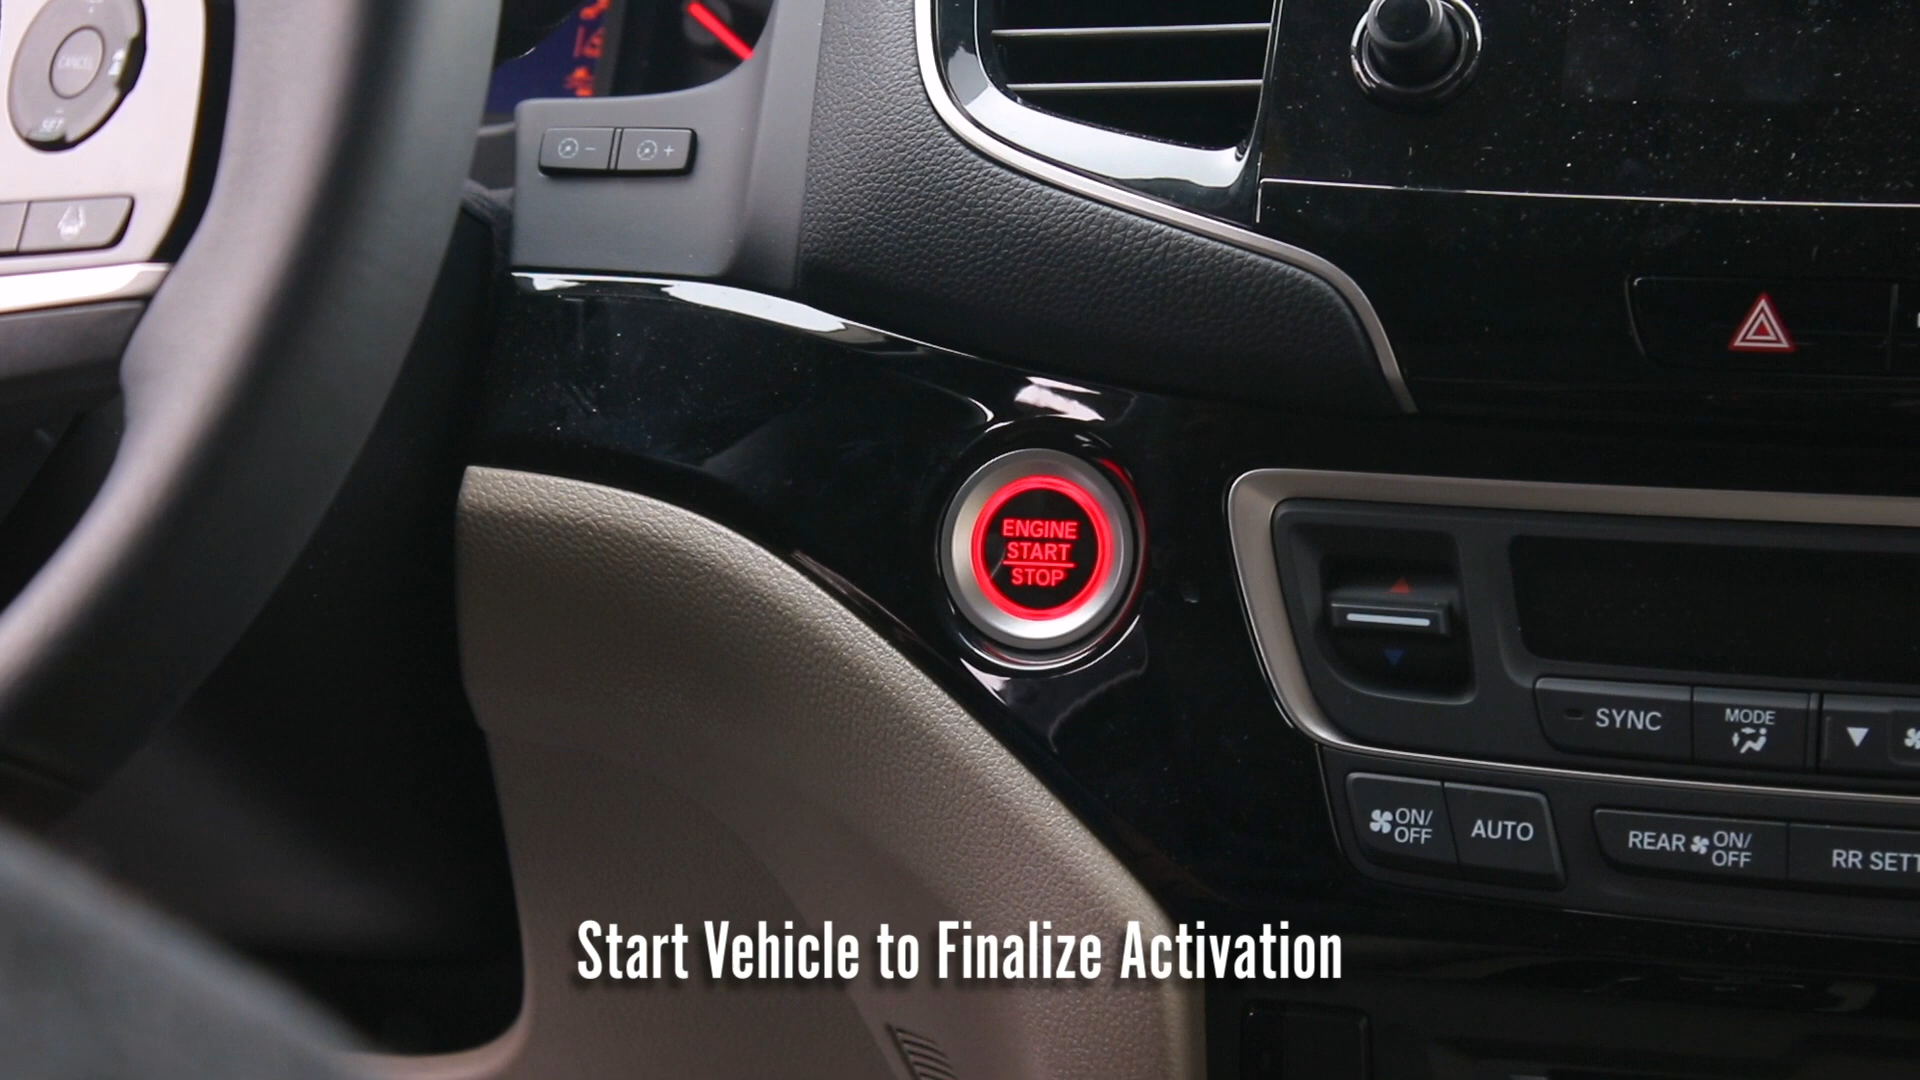 CANCEL
SET
ENGINE
START
STOP
SYNC
MODE
ON/
OFF
AUTO
REAR ON/
OFF
RR SETT
Start Vehicle to Finalize Activation